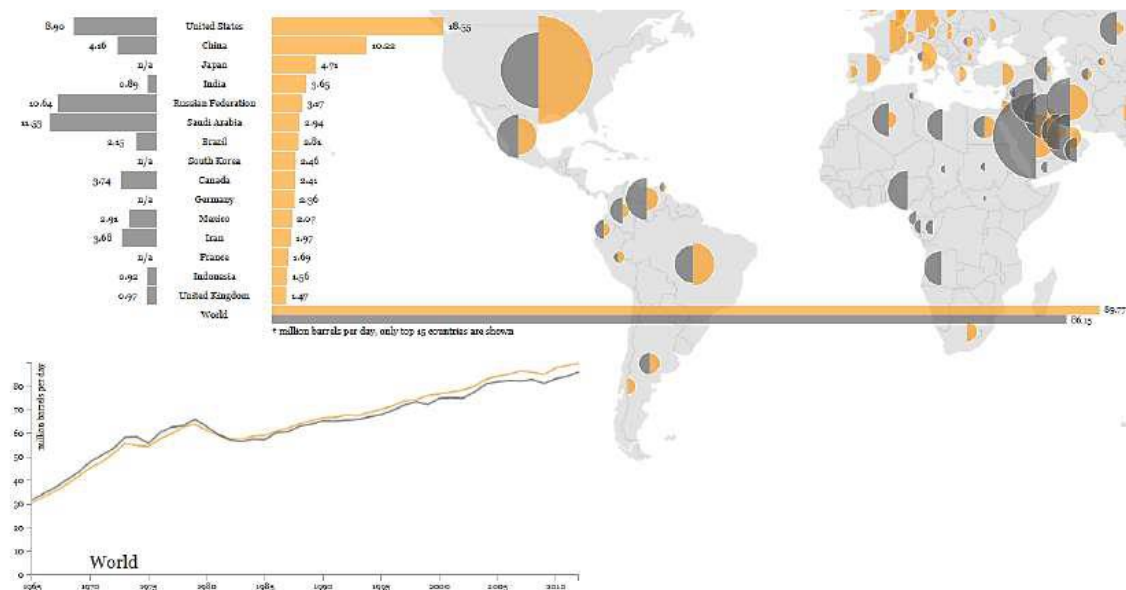 8.90 United States 18.55
4.16 China 10.22
n/a Japan 4.71
0.89 India 3.65
10.64 Russian Federation 3.17
11.53 Saudi Arabia 2.94
2.15 Brazil 2.81
n/a South Korea 2.46
3.74 Canada 2.41
n/a Germany 2.36
2.91 Mexico 2.07
3.68 Iran 1.97
n/a France 1.69
0.92 Indonesia 1.56
0.97 United Kingdom 1.47
World 89.77
86.15
* million barrels per day, only top 15 countries are shown
million barrels per day
80
70
60
50
40
30
20
10
0
World
1965 1970 1975 1980 1985 1990 1995 2000 2005 2010